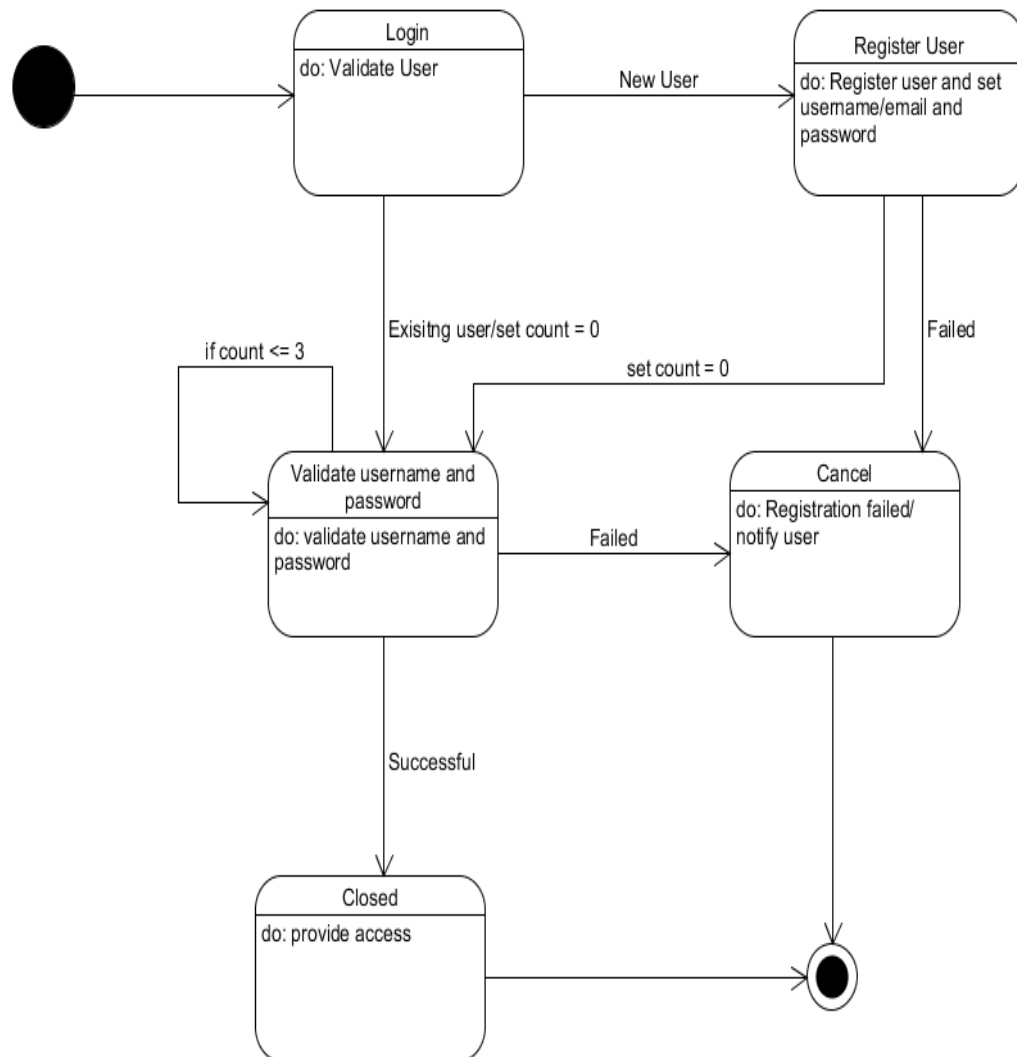 Login
do: Validate User
New User
Register User
do: Register user and set
username/email and
password
Exisitng user/set count = 0
Failed
if count <= 3
set count = 0
Validate username and
password
do: validate username and
password
Failed
Cancel
do: Registration failed/
notify user
Successful
Closed
do: provide access